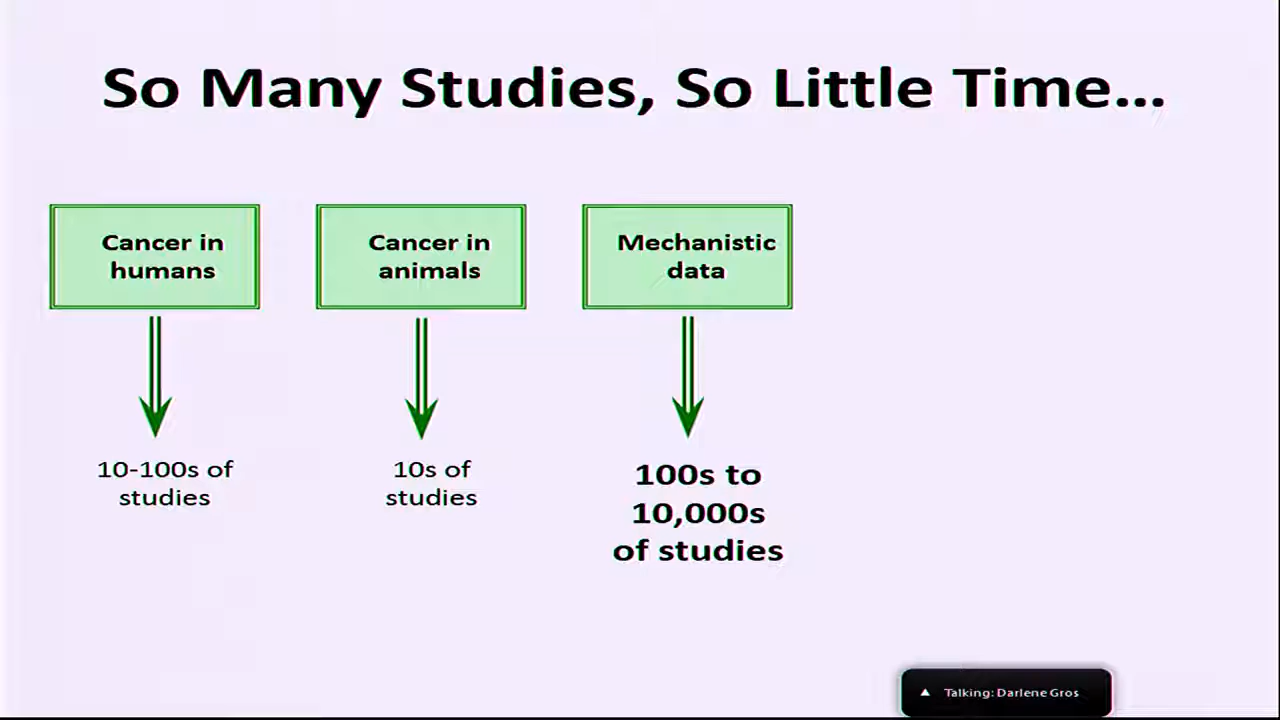 So Many Studies, So Little Time...
Cancer in
humans
Cancer in
animals
Mechanistic
data
10-100s of
studies
10s of
studies
100s to
10,000s
of studies
Talking: Darlene Gros